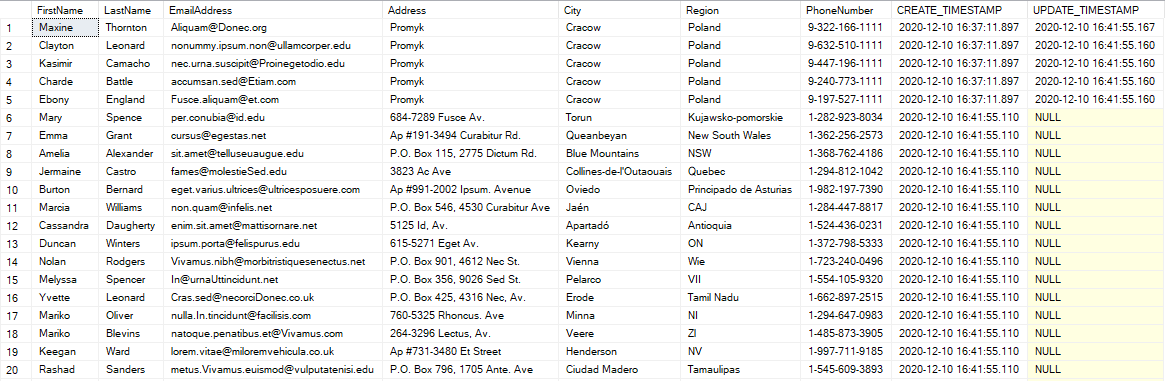 FirstName LastName EmailAddress Address City Region PhoneNumber CREATE_TIMESTAMP UPDATE_TIMESTAMP
1 Maxine Thornton Aliquam@Donec.org Promyk Cracow Poland 9-322-166-1111 2020-12-10 16:37:11.897 2020-12-10 16:41:55.167
2 Clayton Leonard nonummy.ipsum.non@ullamcorper.edu Promyk Cracow Poland 9-632-510-1111 2020-12-10 16:37:11.897 2020-12-10 16:41:55.160
3 Kasimir Camacho nec.urna.suscipit@Proinegetodio.edu Promyk Cracow Poland 9-447-196-1111 2020-12-10 16:37:11.897 2020-12-10 16:41:55.160
4 Charde Battle accumsan.sed@Etiam.com Promyk Cracow Poland 9-240-773-1111 2020-12-10 16:37:11.897 2020-12-10 16:41:55.160
5 Ebony England Fusce.aliquam@et.com Promyk Cracow Poland 9-197-527-1111 2020-12-10 16:37:11.897 2020-12-10 16:41:55.160
6 Mary Spence per.conubia@id.edu 684-7289 Fusce Av. Torun Kujawsko-pomorskie 1-282-923-8034 2020-12-10 16:41:55.110 NULL
7 Emma Grant cursus@egestas.net Ap #191-3494 Curabitur Rd. Queanbeyan New South Wales 1-362-256-2573 2020-12-10 16:41:55.110 NULL
8 Amelia Alexander sit.amet@telluseuaugue.edu P.O. Box 115, 2775 Dictum Rd. Blue Mountains NSW 1-368-762-4186 2020-12-10 16:41:55.110 NULL
9 Jermaine Castro fames@molestieSed.edu 3823 Ac Ave Collines-de-l'Outaouais Quebec 1-294-812-1042 2020-12-10 16:41:55.110 NULL
10 Burton Bernard eget.varius.ultrices@ultricesposuere.com Ap #991-2002 Ipsum. Avenue Oviedo Principado de Asturias 1-982-197-7390 2020-12-10 16:41:55.110 NULL
11 Marcia Williams non.quam@infelis.net P.O. Box 546, 4530 Curabitur Ave Jaén CAJ 1-284-447-8817 2020-12-10 16:41:55.110 NULL
12 Cassandra Daugherty enim.sit.amet@mattisornare.net 5125 Id, Av. Apartadó Antioquia 1-524-436-0231 2020-12-10 16:41:55.110 NULL
13 Duncan Winters ipsum.porta@felispurus.edu 615-5271 Eget Av. Kearny ON 1-372-798-5333 2020-12-10 16:41:55.110 NULL
14 Nolan Rodgers Vivamus.nibh@morbitristiquesenectus.net P.O. Box 901, 4612 Nec St. Vienna Wie 1-723-240-0496 2020-12-10 16:41:55.110 NULL
15 Melyssa Spencer In@urnaUttincidunt.net P.O. Box 356, 9026 Sed St. Pelarco VII 1-554-105-9320 2020-12-10 16:41:55.110 NULL
16 Yvette Leonard Cras.sed@necorciDonec.co.uk P.O. Box 425, 4316 Nec, Av. Erode Tamil Nadu 1-662-897-2515 2020-12-10 16:41:55.110 NULL
17 Mariko Oliver nulla.In.tincidunt@facilisis.com 760-5325 Rhoncus. Ave Minna NI 1-294-647-0983 2020-12-10 16:41:55.110 NULL
18 Mariko Blevins natoque.penatibus.et@Vivamus.com 264-3296 Lectus, Av. Veere ZI 1-485-873-3905 2020-12-10 16:41:55.110 NULL
19 Keegan Ward lorem.vitae@miloremvehicula.co.uk Ap #731-3480 Et Street Henderson NV 1-997-711-9185 2020-12-10 16:41:55.110 NULL
20 Rashad Sanders metus.Vivamus.euismod@vulputatenisi.edu P.O. Box 796, 1705 Ante. Ave Ciudad Madero Tamaulipas 1-545-609-3893 2020-12-10 16:41:55.110 NULL